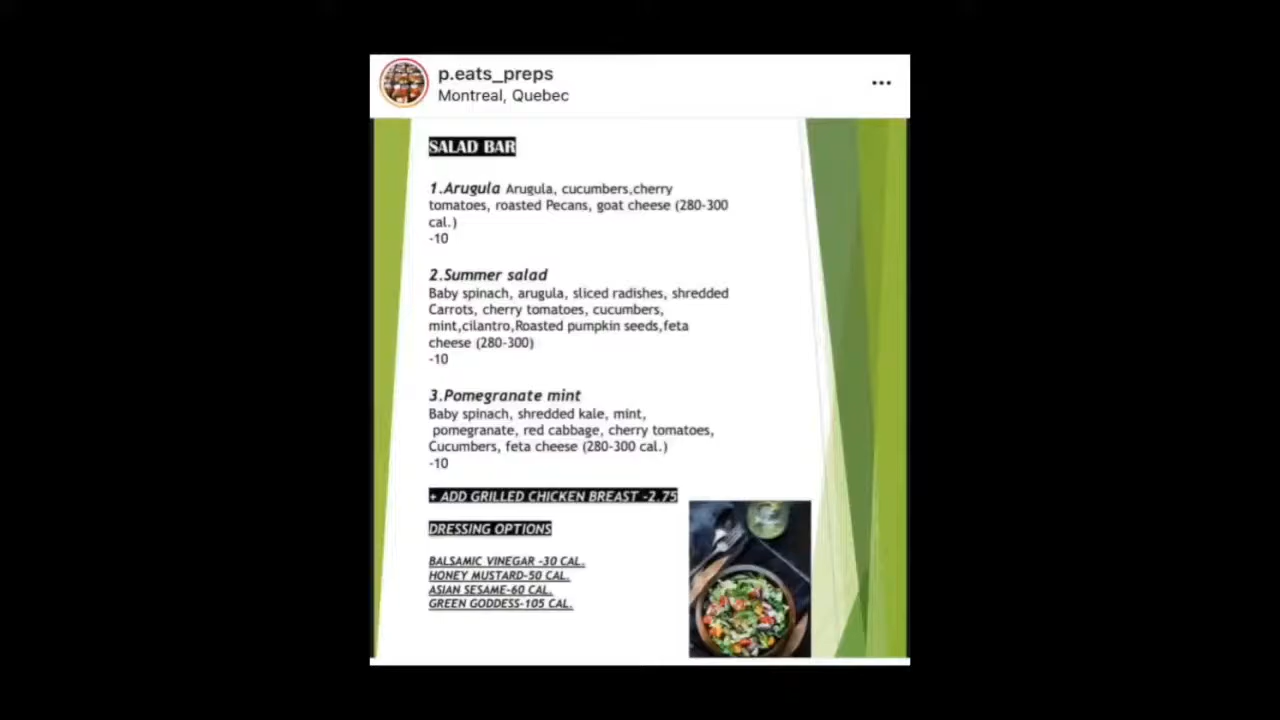 p.eats_preps
Montreal, Quebec
SALAD BAR
1.Arugula Arugula, cucumbers,cherry
tomatoes, roasted Pecans, goat cheese (280-300
cal.)
-10
2.Summer salad
Baby spinach, arugula, sliced radishes, shredded
Carrots, cherry tomatoes, cucumbers,
mint,cilantro,Roasted pumpkin seeds,feta
cheese (280-300)
-10
3.Pomegranate mint
Baby spinach, shredded kale, mint,
pomegranate, red cabbage, cherry tomatoes,
Cucumbers, feta cheese (280-300 cal.)
-10
+ ADD GRILLED CHICKEN BREAST -2.75
DRESSING OPTIONS
BALSAMIC VINEGAR -30 CAL.
HONEY MUSTARD-50 CAL.
ASIAN SESAME-60 CAL.
GREEN GODDESS-105 CAL.